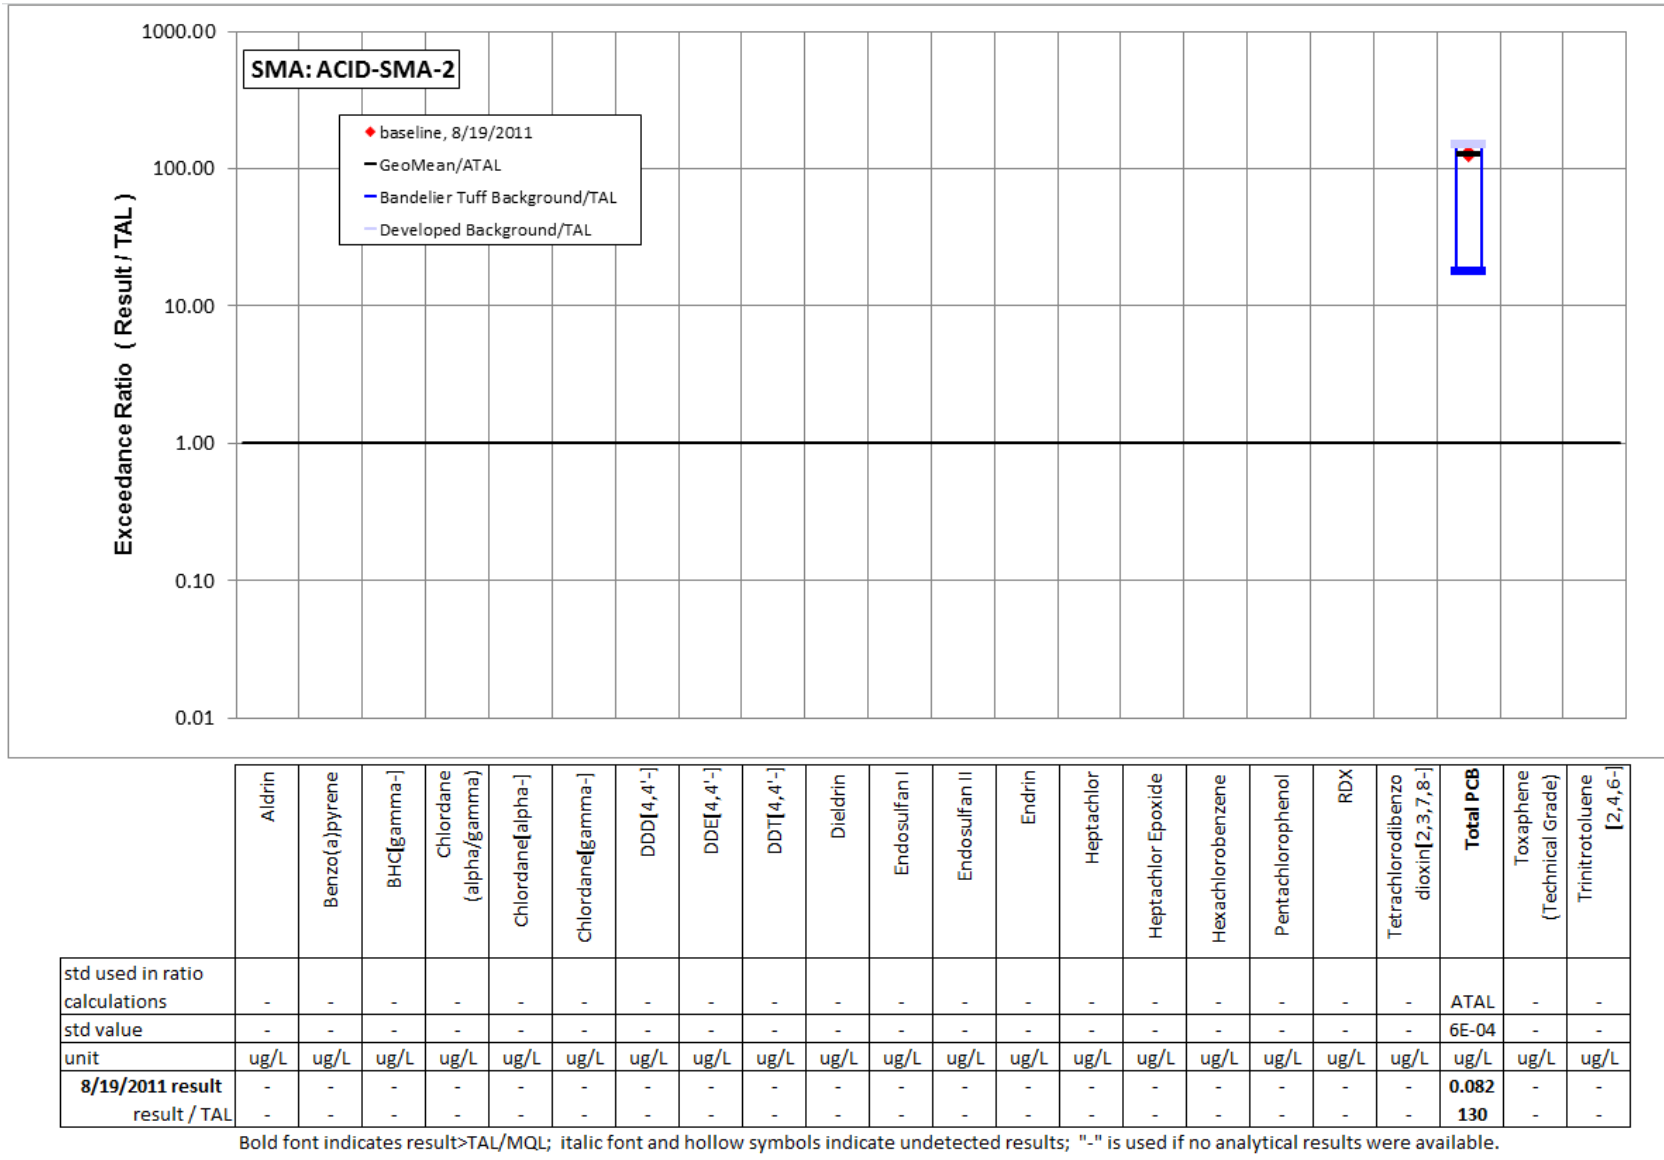 1000.00
SMA: ACID-SMA-2
baseline, 8/19/2011
GeoMean/ATAL
Bandelier Tuff Background/TAL
Developed Background/TAL
100.00
10.00
1.00
0.10
0.01
Exceedance Ratio ( Result / TAL )
Aldrin
Benzo(a)pyrene
BHC[gamma-]
Chlordane
(alpha/gamma)
Chlordane[alpha-]
Chlordane[gamma-]
DDD[4,4'-]
DDE[4,4'-]
DDT[4,4'-]
Dieldrin
Endosulfan I
Endosulfan II
Endrin
Heptachlor
Heptachlor Epoxide
Hexachlorobenzene
Pentachlorophenol
RDX
Tetrachlorodibenzo
dioxin[2,3,7,8-]
Total PCB
Toxaphene
(Technical Grade)
Trinitrotoluene
[2,4,6-]
std used in ratio
calculations - - - - - - - - - - - - - - - - - - - ATAL - -
std value - - - - - - - - - - - - - - - - - - - 6E-04 - -
unit ug/L ug/L ug/L ug/L ug/L ug/L ug/L ug/L ug/L ug/L ug/L ug/L ug/L ug/L ug/L ug/L ug/L ug/L ug/L ug/L ug/L ug/L
8/19/2011 result - - - - - - - - - - - - - - - - - - - 0.082 - -
result / TAL - - - - - - - - - - - - - - - - - - - 130 - -
Bold font indicates result>TAL/MQL; italic font and hollow symbols indicate undetected results; "-" is used if no analytical results were available.